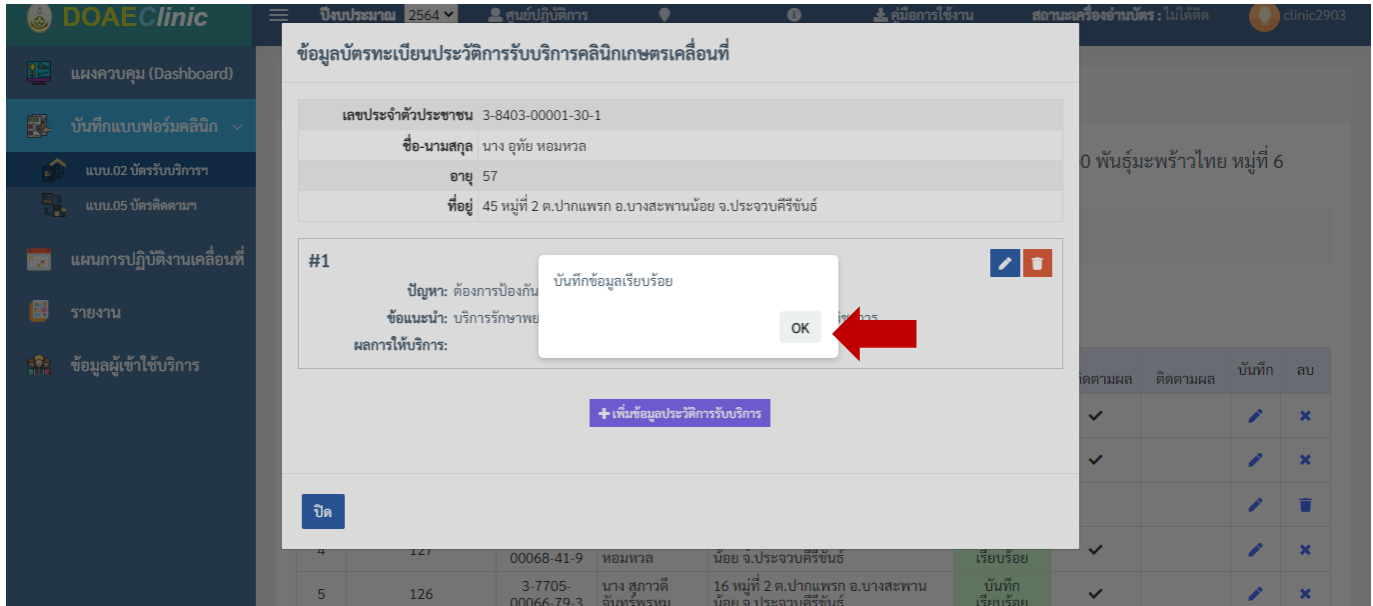 DOAEClinic
ปีงบประมาณ 2564 ศูนย์ปฏิบัติการ คู่มือการใช้งาน สถานะเครื่องอ่านบัตร : ไม่ได้ติด clinic2903
แผงควบคุม (Dashboard)
บันทึกแบบฟอร์มคลินิก
แบบ.02 บัตรรับบริการฯ
แบบ.05 บัตรติดตามฯ
แผนการปฏิบัติงานเคลื่อนที่
รายงาน
ข้อมูลผู้เข้าใช้บริการ
ข้อมูลบัตรทะเบียนประวัติการรับบริการคลินิกเกษตรเคลื่อนที่
เลขประจำตัวประชาชน 3-8403-00001-30-1
ชื่อ-นามสกุล นาง อุทัย หอมหวล
อายุ 57
ที่อยู่ 45 หมู่ที่ 2 ต.ปากแพรก อ.บางสะพานน้อย จ.ประจวบคีรีขันธ์
0 พันธุ์มะพร้าวไทย หมู่ที่ 6
#1
ปัญหา: ต้องการป้องกัน
ข้อแนะนำ: บริการรักษาพย
ผลการให้บริการ:
บันทึกข้อมูลเรียบร้อย
OK
เพิ่มข้อมูลประวัติการรับบริการ
ปิด
ติดตามผล ติดตามผล บันทึก ลบ
4 127 00068-41-9 หอมหวล น้อย จ.ประจวบคีรีขันธ์ เรียบร้อย
5 126 3-7705-00066-79-3 นาง สุภาวดี จันทร์พรหม 16 หมู่ที่ 2 ต.ปากแพรก อ.บางสะพาน น้อย จ.ประจวบคีรีขันธ์ บันทึก เรียบร้อย